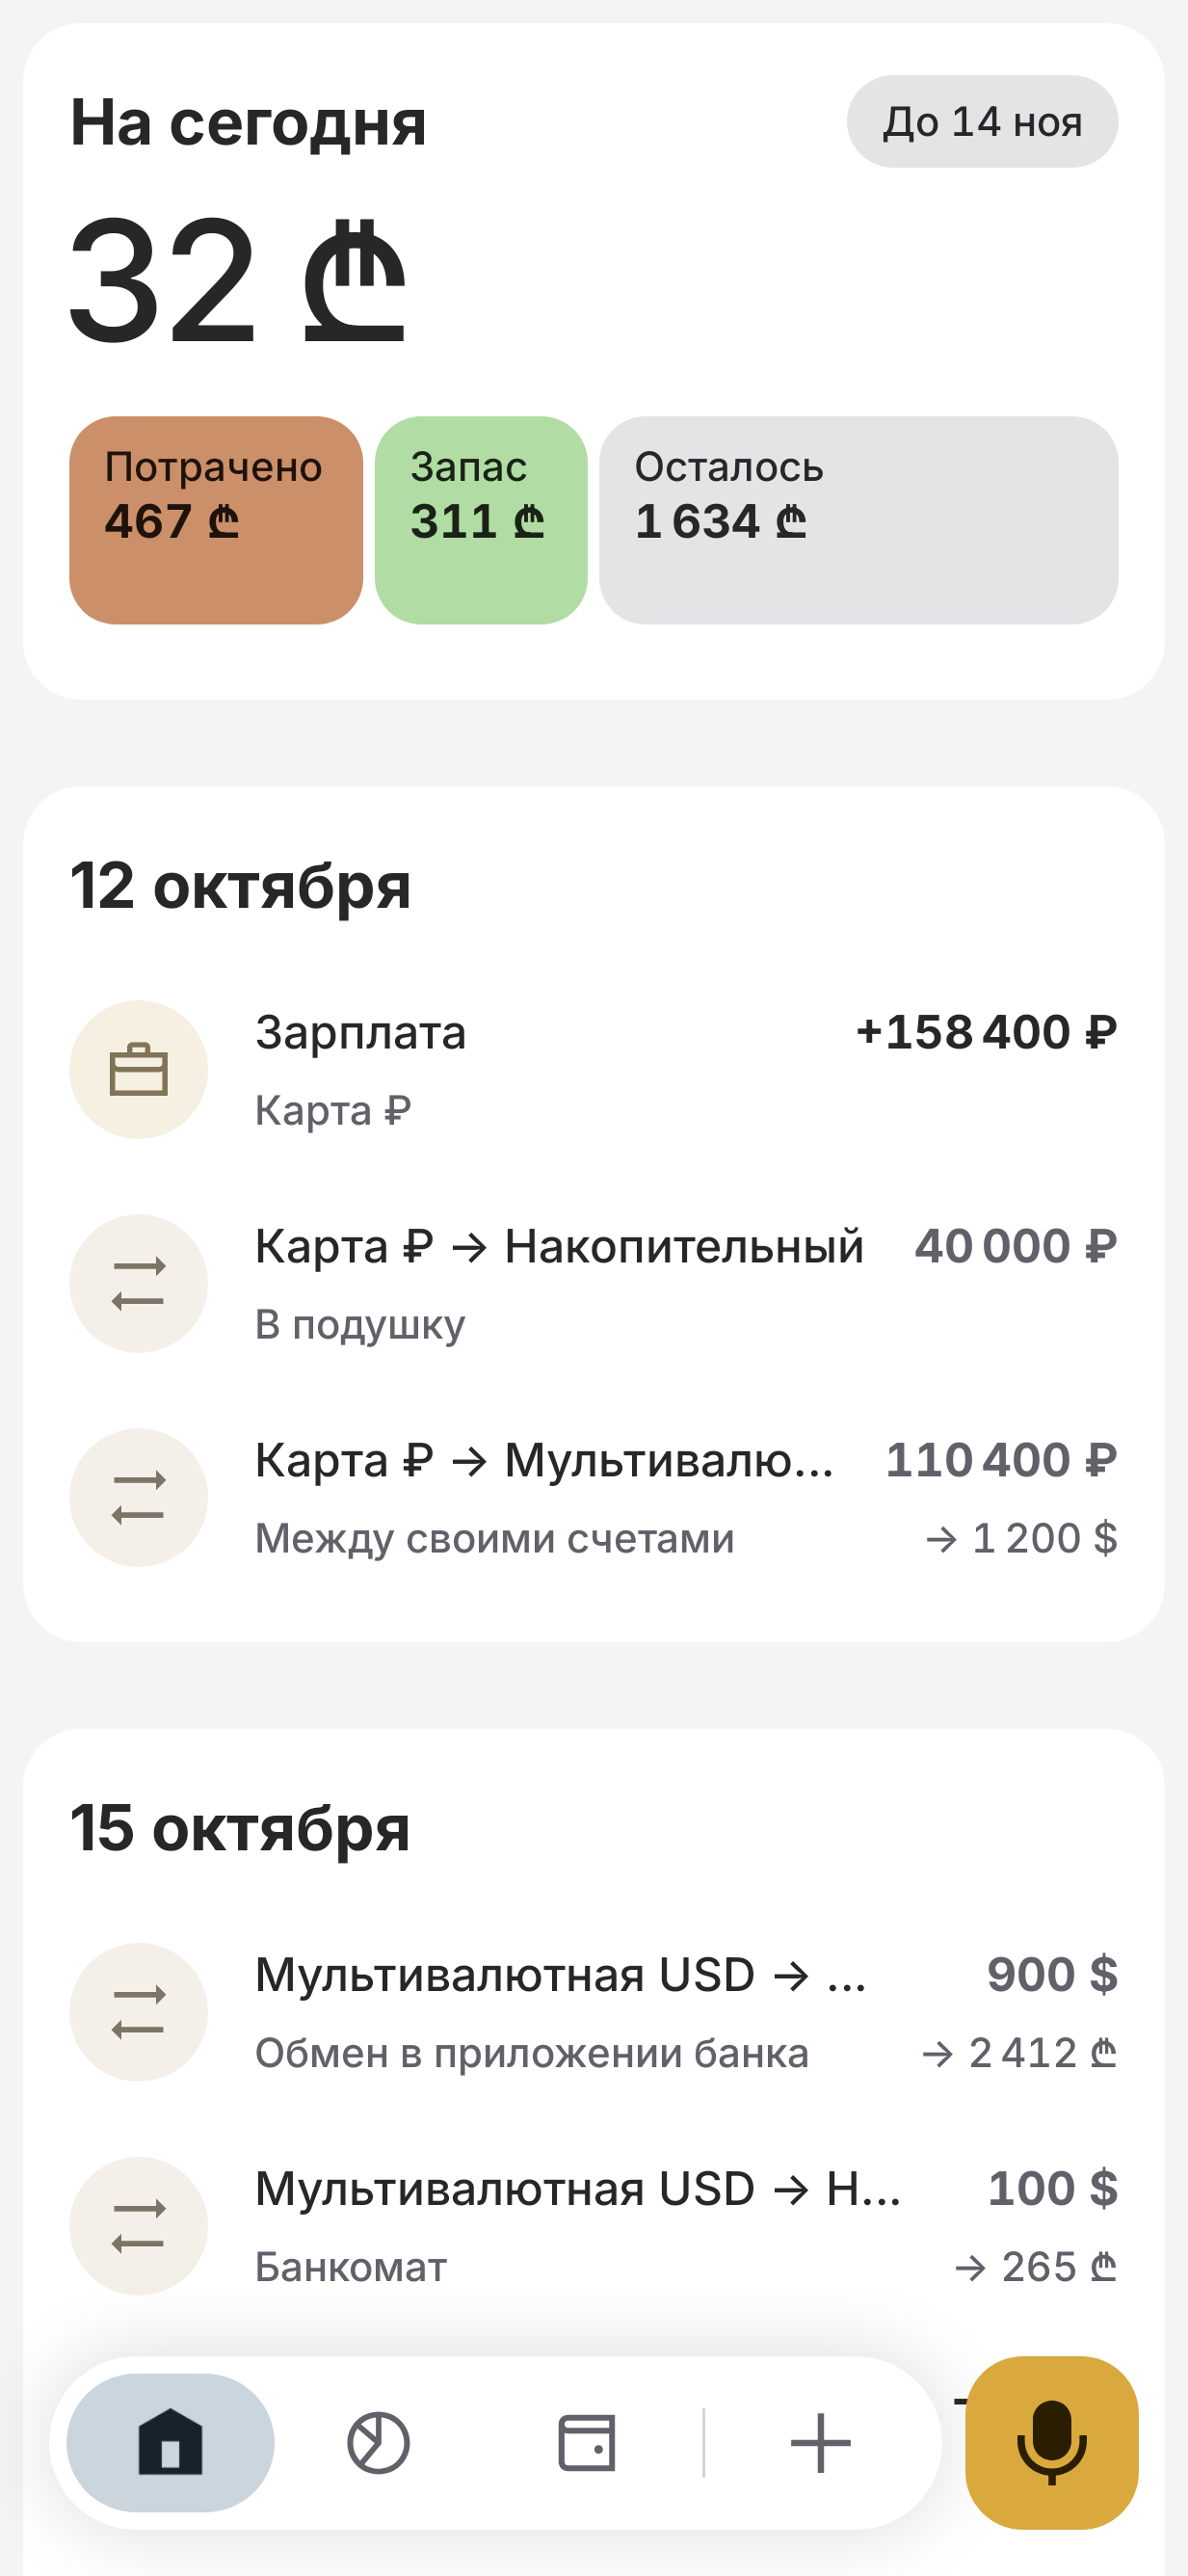 На сегодня
До 14 ноя
32 ₾
Потрачено
467 ₾
Запас
311 ₾
Осталось
1 634 ₾
12 октября
Зарплата
+158 400 ₽
Карта ₽
Карта ₽ → Накопительный
40 000 ₽
В подушку
Карта ₽ → Мультивалю...
110 400 ₽
Между своими счетами
→ 1 200 $
15 октября
Мультивалютная USD → ...
900 $
Обмен в приложении банка
→ 2 412 ₾
Мультивалютная USD → Н...
100 $
Банкомат
→ 265 ₾